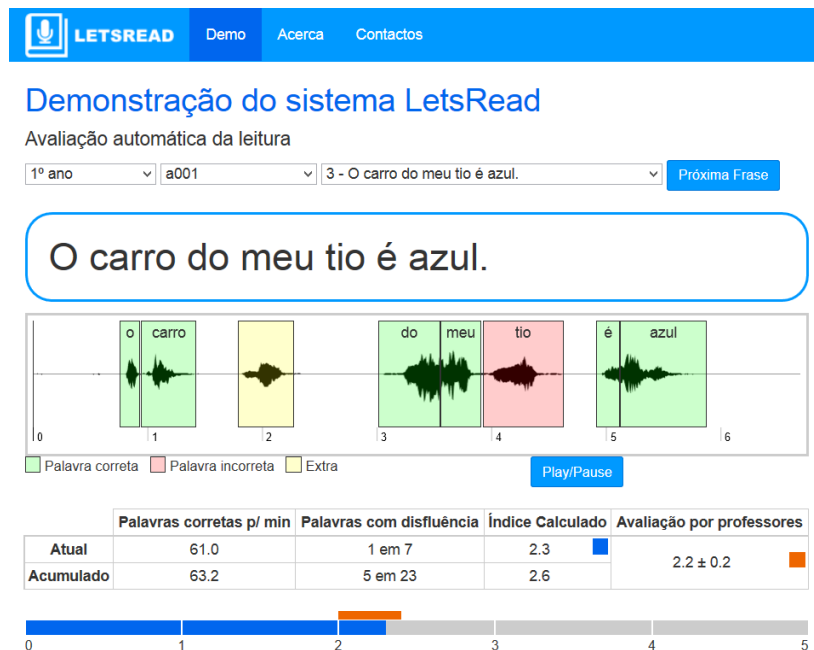 LETSREAD Demo Acerca Contactos
Demonstração do sistema LetsRead
Avaliação automática da leitura
1º ano a001 3 - O carro do meu tio é azul. Próxima Frase
O carro do meu tio é azul.
o carro do meu tio é azul
0 1 2 3 4 5 6
Palavra correta Palavra incorreta Extra Play/Pause
Palavras corretas p/ min Palavras com disfluência Índice Calculado Avaliação por professores
Atual 61.0 1 em 7 2.3 2.2 ± 0.2
Acumulado 63.2 5 em 23 2.6
0 1 2 3 4 5